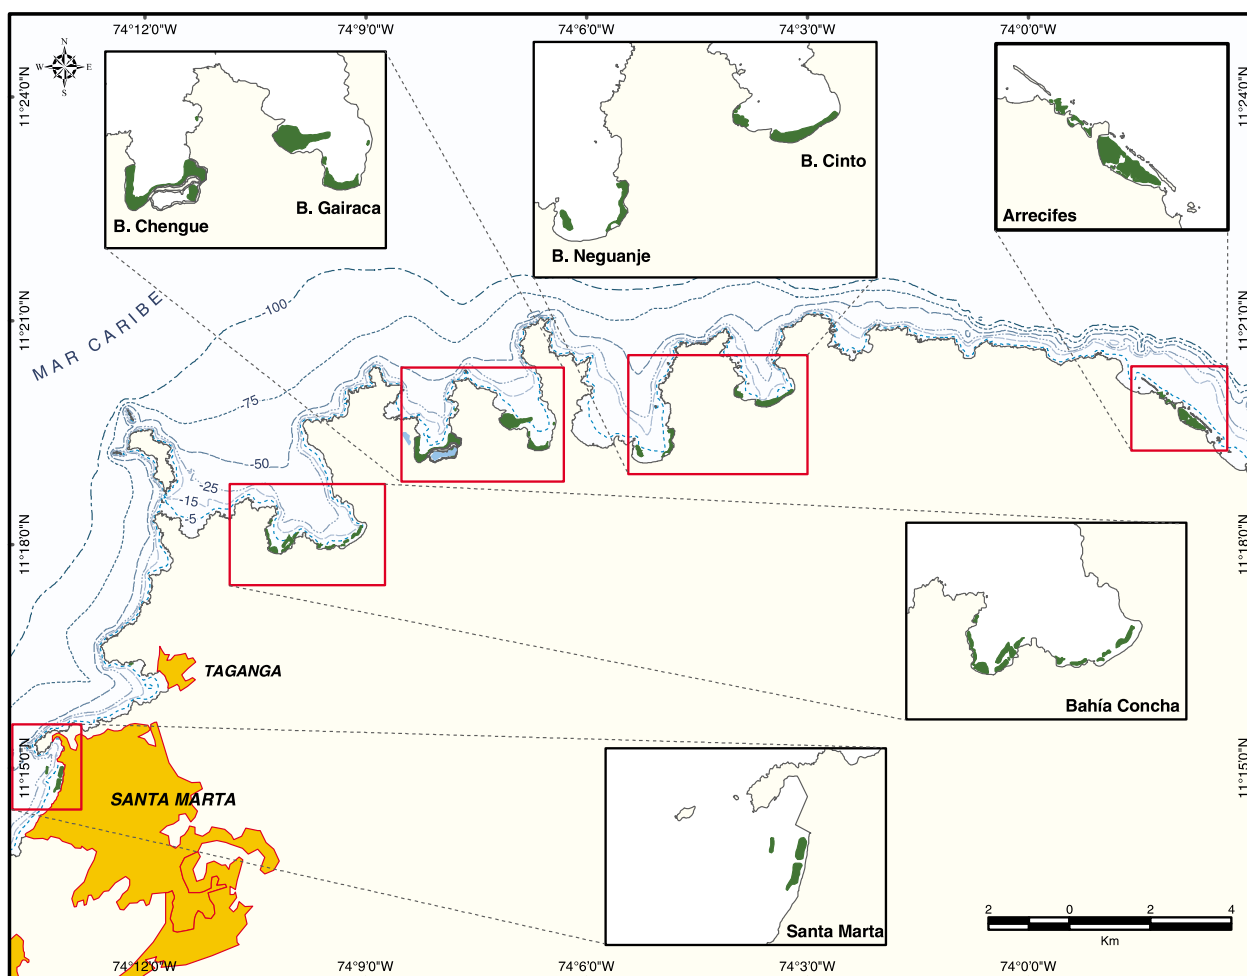 74°12'0"W
74°9'0"W
74°6'0"W
74°3'0"W
74°0'0"W
N
W
E
S
11°24'0"N
11°24'0"N
B. Chengue
B. Gairaca
B. Cinto
B. Neguanje
Arrecifes
MAR CARIBE
-100
-75
-50
-25
-15
-5
11°21'0"N
11°21'0"N
11°18'0"N
11°18'0"N
Bahía Concha
TAGANGA
11°15'0"N
11°15'0"N
SANTA MARTA
Santa Marta
2
0
2
4
Km
74°12'0"W
74°9'0"W
74°6'0"W
74°3'0"W
74°0'0"W